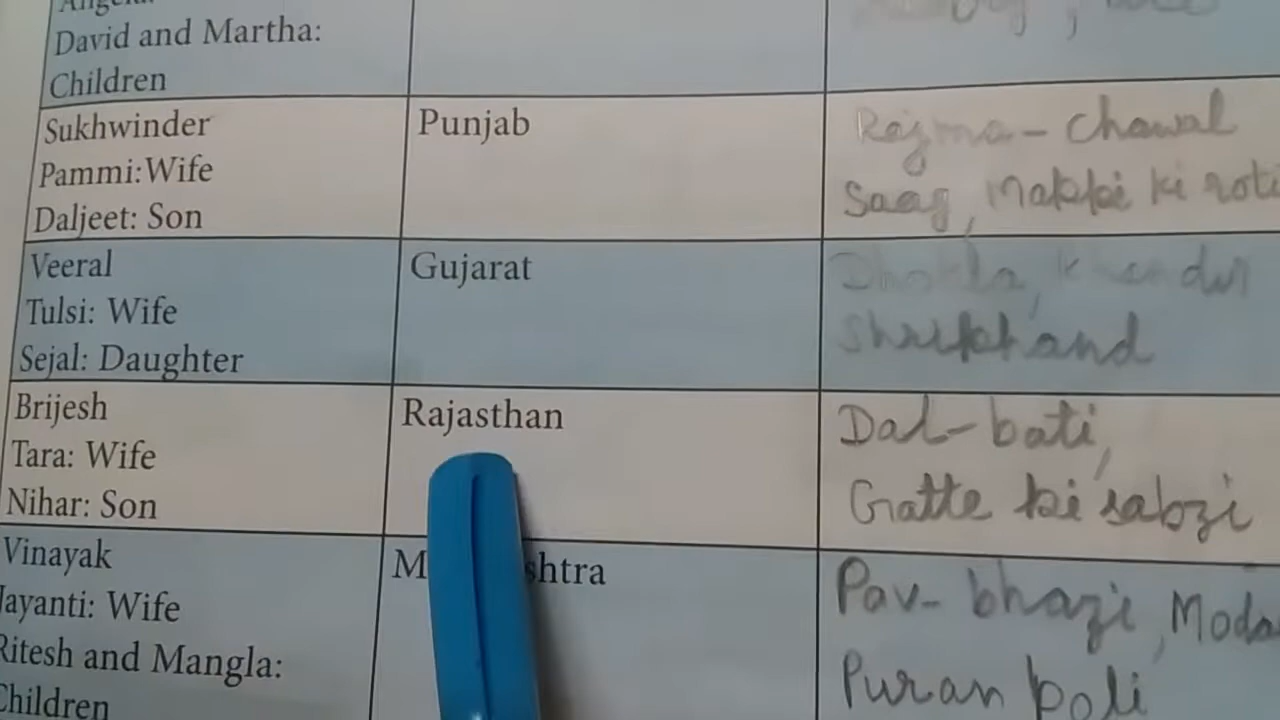 David and Martha:
Children
Sukhwinder
Pammi: Wife
Daljeet: Son
Punjab
Rajma - Chawal
Saag, Makki ki roti
Veeral
Tulsi: Wife
Sejal: Daughter
Gujarat
Shrikhand
Brijesh
Tara: Wife
Nihar: Son
Rajasthan
Dal-bati,
Gatte ki sabzi
Vinayak
Jayanti: Wife
Ritesh and Mangla:
Children
Pav-bhaji,
Puran poli